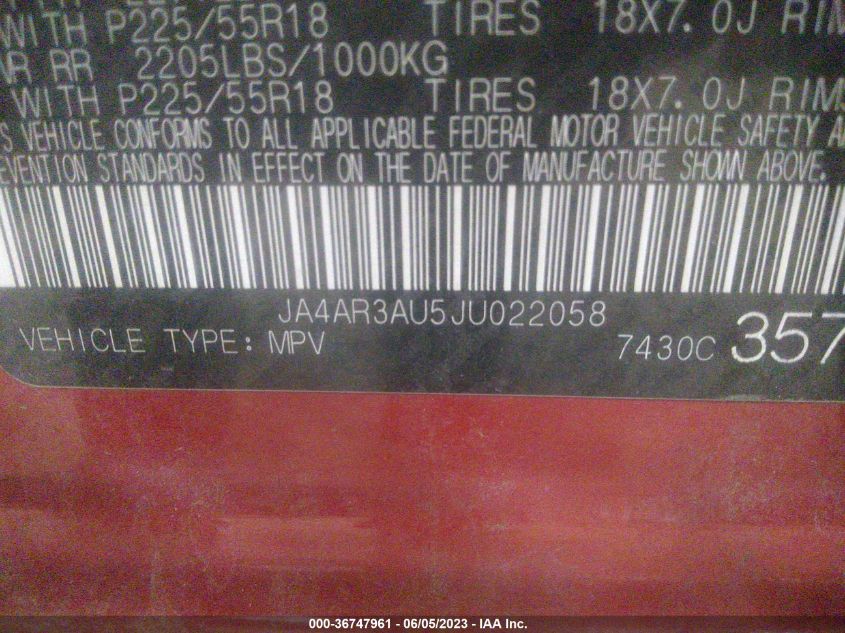 WITH P225/55R18 TIRES 18X7.0J RIM
RR 2205LBS/1000KG
WITH P225/55R18 TIRES 18X7.0J RIM
VEHICLE CONFORMS TO ALL APPLICABLE FEDERAL MOTOR VEHICLE SAFETY
STANDARDS IN EFFECT ON THE DATE OF MANUFACTURE SHOWN ABOVE.
JA4AR3AU5JU022058
VEHICLE TYPE: MPV 7430C 357
000-36747961 - 06/05/2023 - IAA Inc.